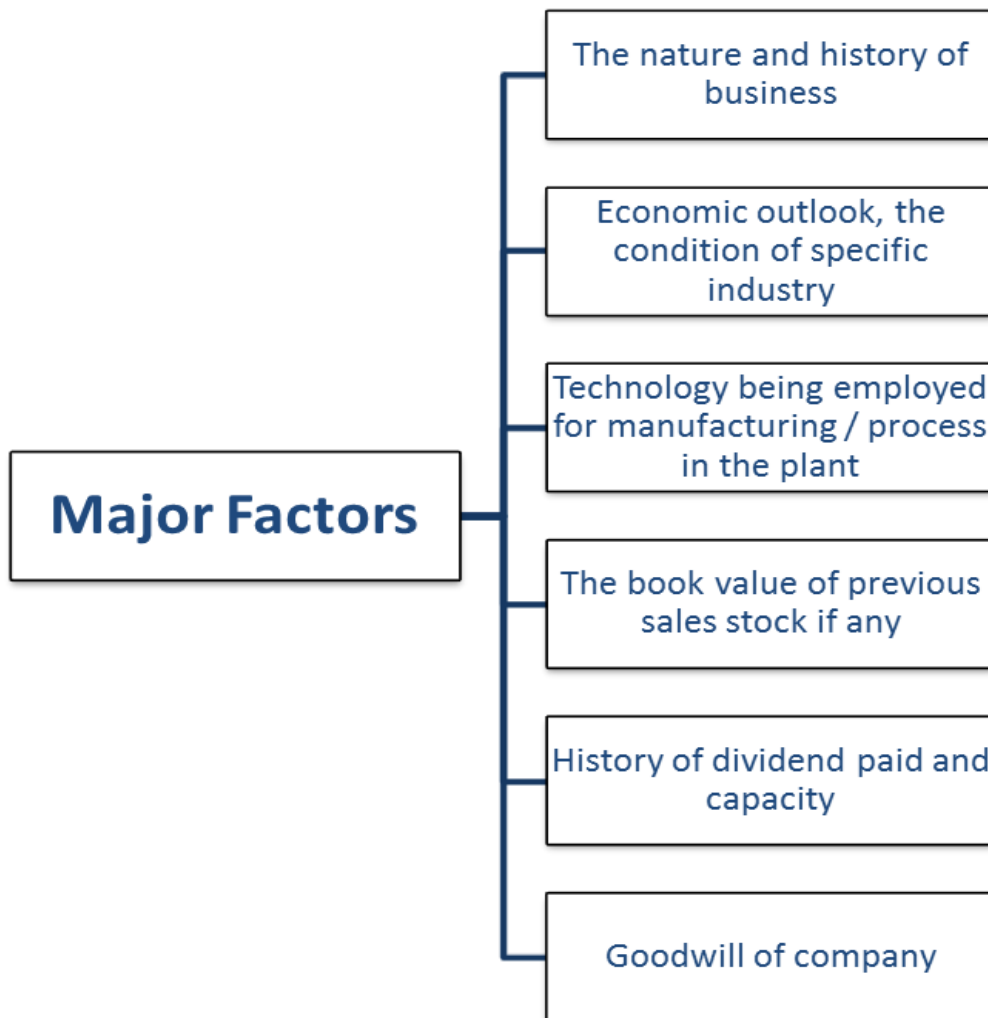 The nature and history of
business
Economic outlook, the
condition of specific
industry
Technology being employed
for manufacturing / process
in the plant
Major Factors
The book value of previous
sales stock if any
History of dividend paid and
capacity
Goodwill of company